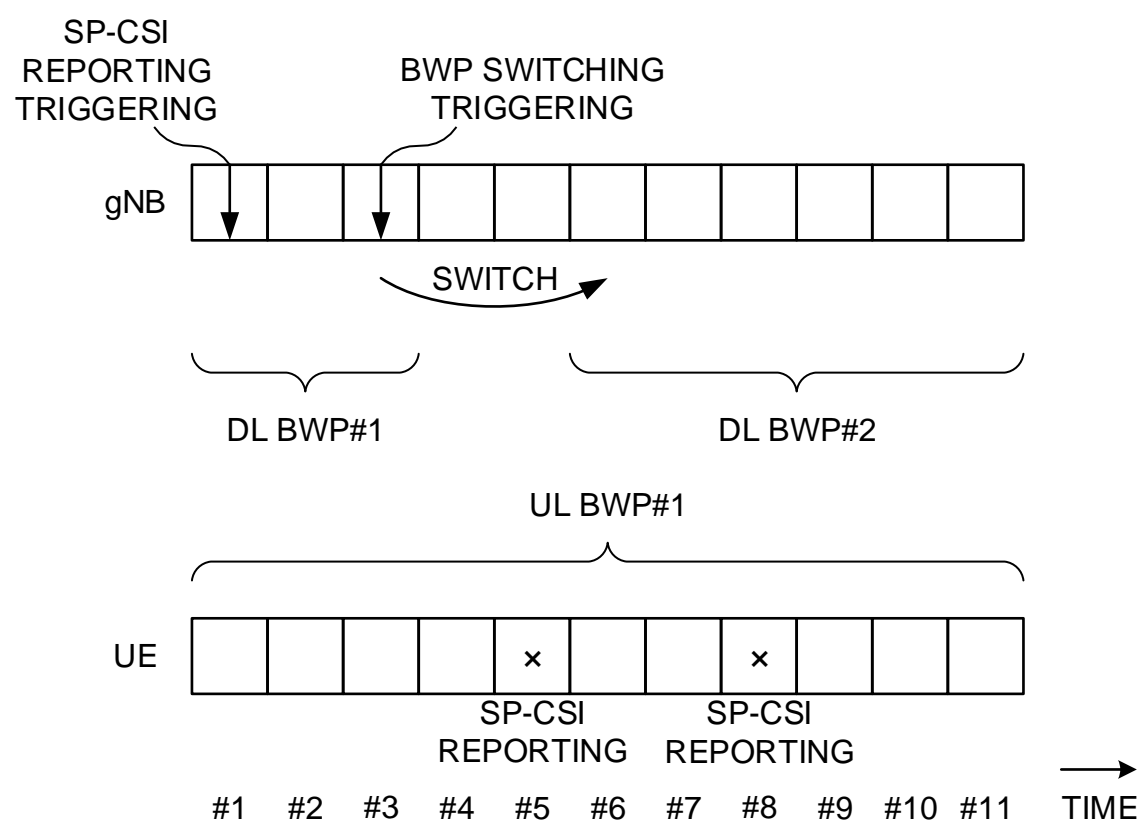 SP-CSI
REPORTING
TRIGGERING
BWP SWITCHING
TRIGGERING
gNB
SWITCH
DL BWP#1
DL BWP#2
UL BWP#1
UE
× ×
SP-CSI
REPORTING
SP-CSI
REPORTING
#1 #2 #3 #4 #5 #6 #7 #8 #9 #10 #11 TIME